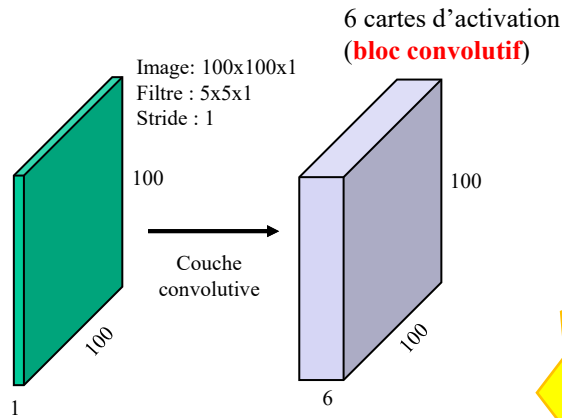 6 cartes d'activation
(bloc convolutif)
Image: 100x100x1
Filtre : 5x5x1
Stride : 1
100
100
1
Couche
convolutive
100
100
6